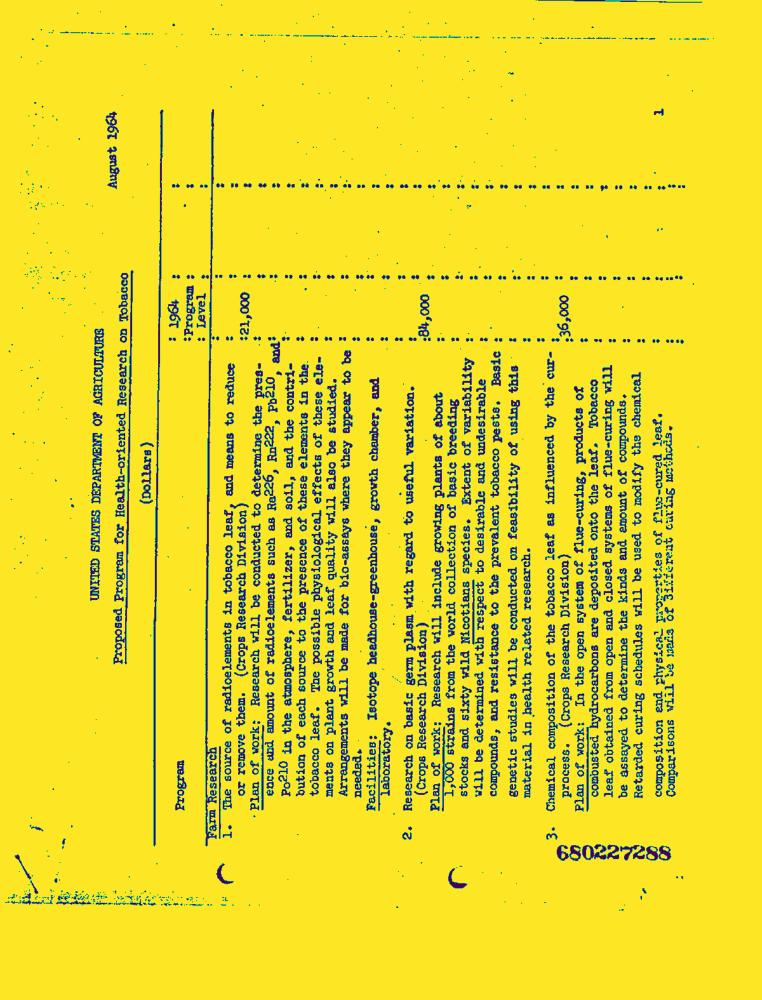 UNITED STATES DEPARTMENT OF AGRICULTURE
August 1964
Proposed Program for Health-oriented Research on Tobacco
(Dollars)
Program : 1964 : :
:Program : :
: Level : :
Farm Research
1. The source of radioelements in tobacco leaf, and means to reduce
or remove them. (Crops Research Division) :21,000
Plan of work: Research will be conducted to determine the pres-
ence and amount of radioelements such as Ra226, Rn222, Pb210, and
Po210 in the atmosphere, fertilizer, and soil, and the contri-
bution of each source to the presence of these elements in the
tobacco leaf. The possible physiological effects of these ele-
ments on plant growth and leaf quality will also be studied.
Arrangements will be made for bio-assays where they appear to be
needed.
Facilities: Isotope headhouse-greenhouse, growth chamber, and
laboratory.
2. Research on basic germ plasm with regard to useful variation.
(Crops Research Division) :84,000
Plan of work: Research will include growing plants of about
1,000 strains from the world collection of basic breeding
stocks and sixty wild Nicotians species. Extent of variability
will be determined with respect to desirable and undesirable
compounds, and resistance to the prevalent tobacco pests. Basic
genetic studies will be conducted on feasibility of using this
material in health related research.
3. Chemical composition of the tobacco leaf as influenced by the cur-
process. (Crops Research Division) :36,000
Plan of work: In the open system of flue-curing, products of
combusted hydrocarbons are deposited onto the leaf. Tobacco
leaf obtained from open and closed systems of flue-curing will
be assayed to determine the kinds and amount of compounds.
Retarded curing schedules will be used to modify the chemical
composition and physical properties of flue-cured leaf.
Comparisons will be made of different curing methods.
1
680227288